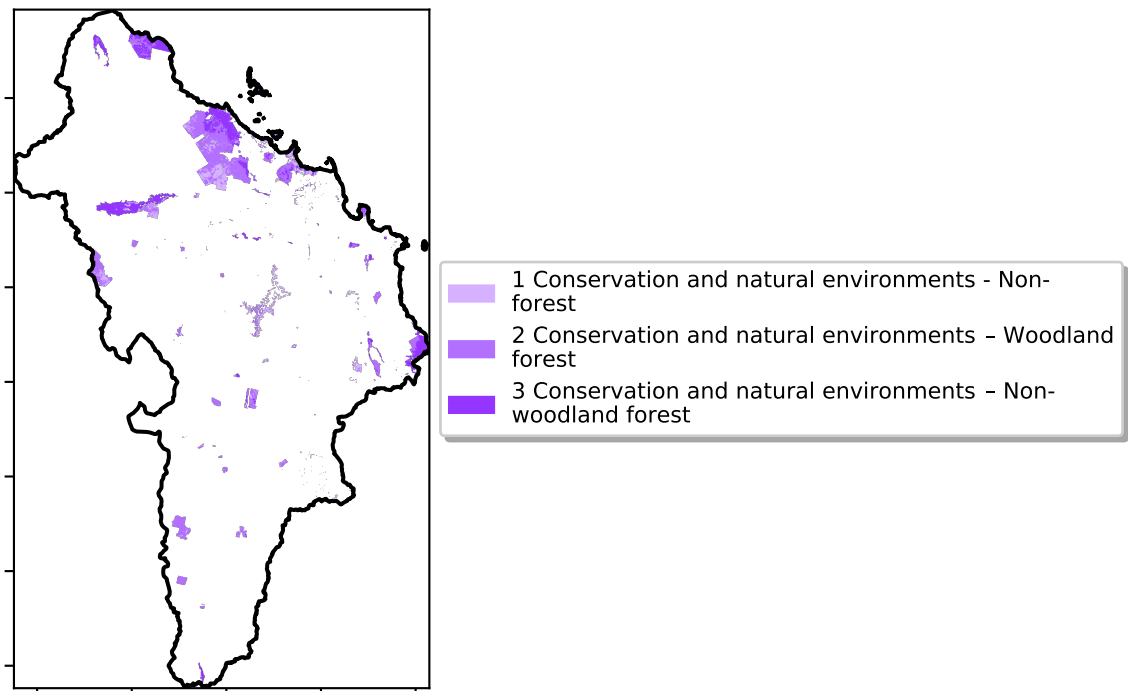 1 Conservation and natural environments - Non-
forest
2 Conservation and natural environments – Woodland
forest
3 Conservation and natural environments – Non-
woodland forest